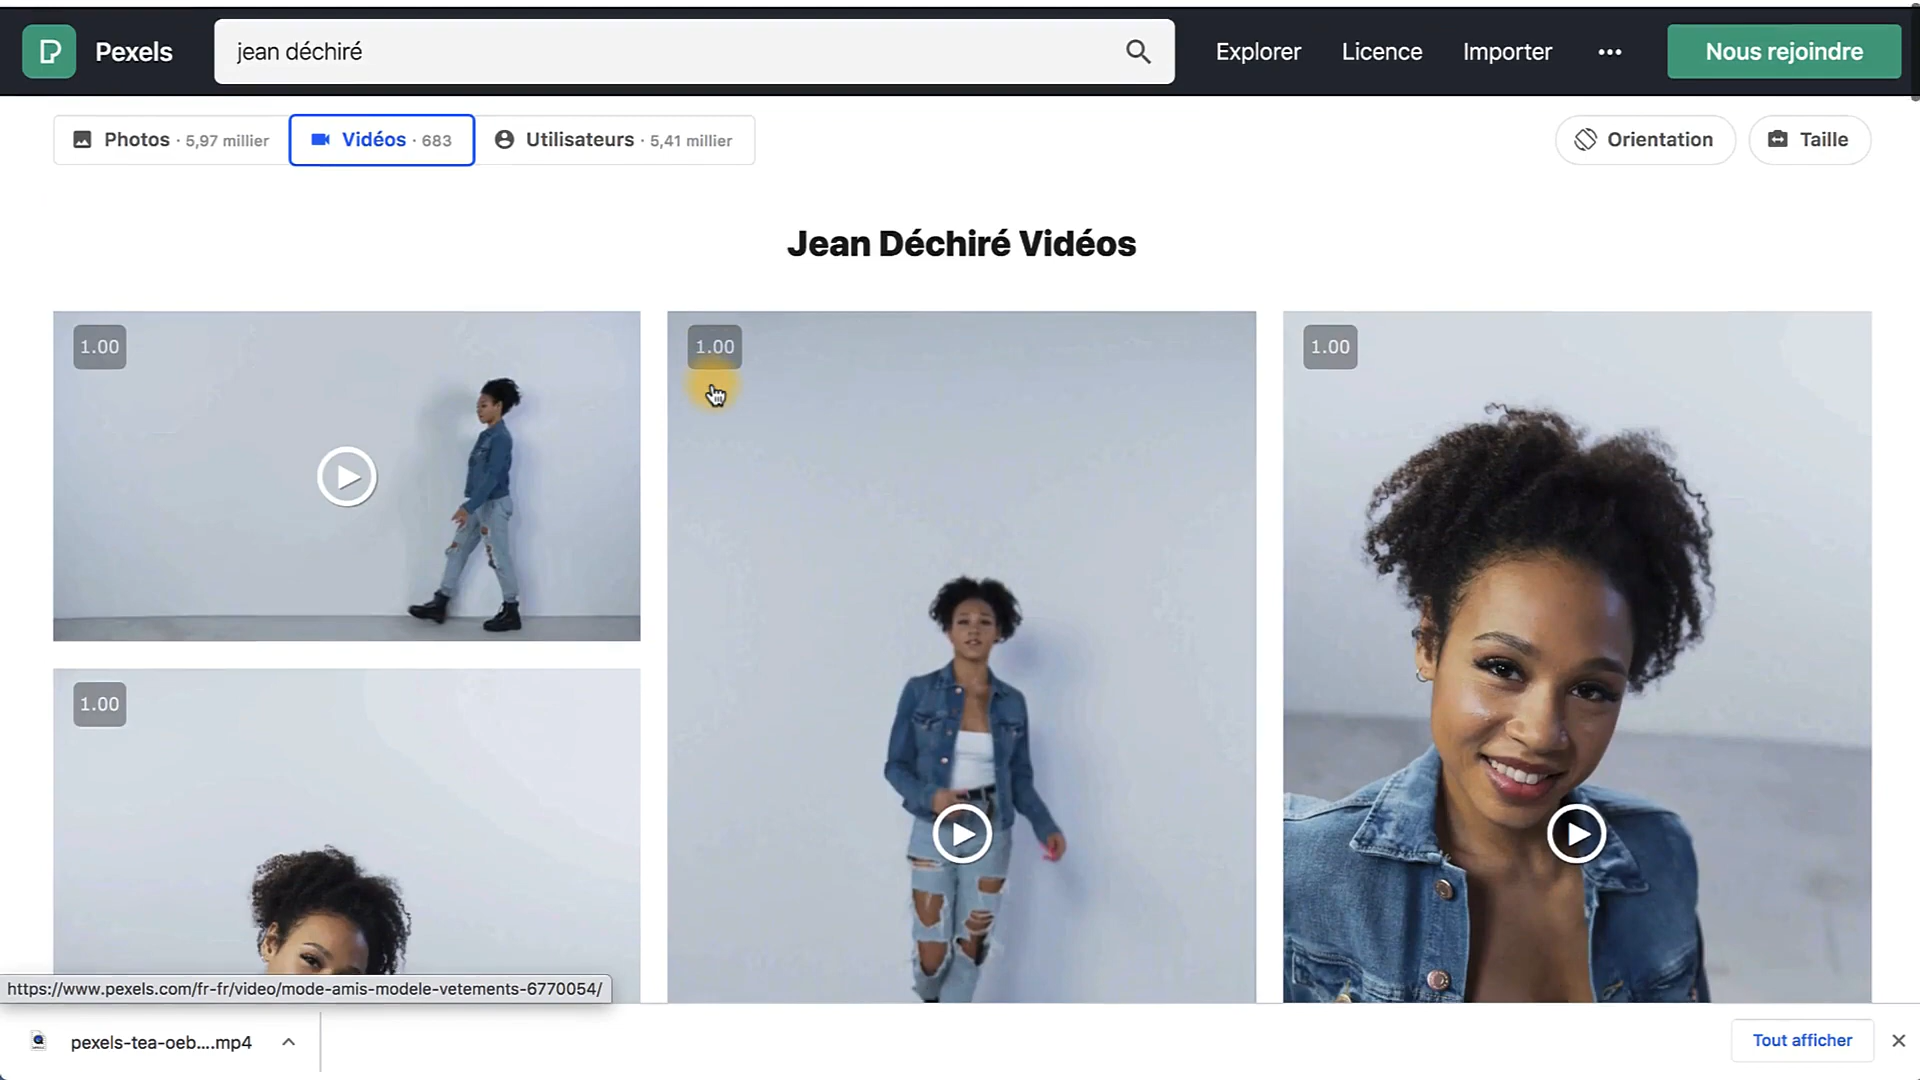 Pexels
jean déchiré
Explorer
Licence
Importer
Nous rejoindre
Photos · 5,97 millier
Vidéos · 683
Utilisateurs · 5,41 millier
Orientation
Taille
Jean Déchiré Vidéos
1.00
1.00
1.00
1.00
https://www.pexels.com/fr-fr/video/mode-amis-modele-vetements-6770054/
pexels-tea-oeb....mp4
Tout afficher